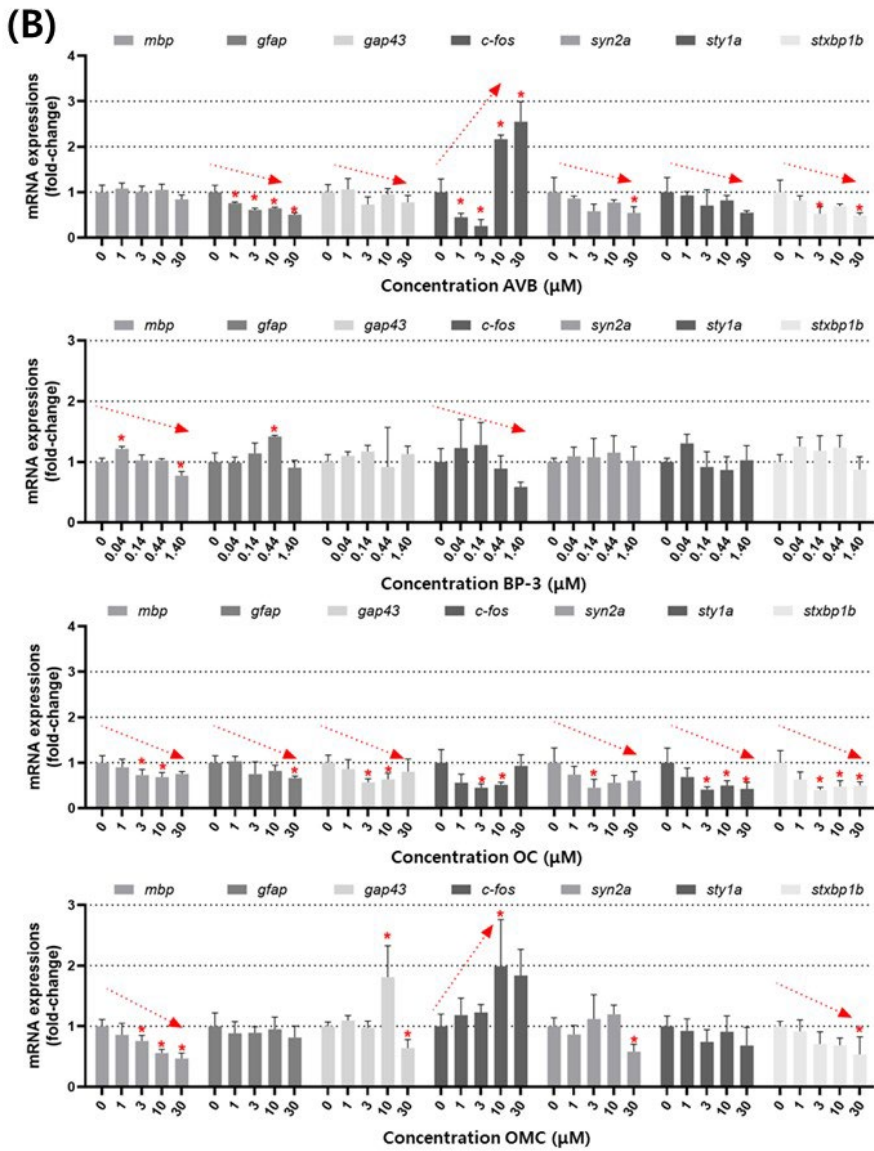 (B)
mbp gfap gap43 c-fos syn2a sty1a stxbp1b
mRNA expressions
(fold-change)
4
3
2
1
0
* * * * * * * * * * * *
0 1 3 10 30 0 1 3 10 30 0 1 3 10 30 0 1 3 10 30 0 1 3 10 30 0 1 3 10 30 0 1 3 10 30
Concentration AVB (µM)
mbp gfap gap43 c-fos syn2a sty1a stxbp1b
mRNA expressions
(fold-change)
3
2
1
0
* * *
0 0.04 0.14 0.44 1.40 0 0.04 0.14 0.44 1.40 0 0.04 0.14 0.44 1.40 0 0.04 0.14 0.44 1.40 0 0.04 0.14 0.44 1.40 0 0.04 0.14 0.44 1.40 0 0.04 0.14 0.44 1.40
Concentration BP-3 (µM)
mbp gfap gap43 c-fos syn2a sty1a stxbp1b
mRNA expressions
(fold-change)
4
3
2
1
0
* * * * * * * * * * * * * *
0 1 3 10 30 0 1 3 10 30 0 1 3 10 30 0 1 3 10 30 0 1 3 10 30 0 1 3 10 30 0 1 3 10 30
Concentration OC (µM)
mbp gfap gap43 c-fos syn2a sty1a stxbp1b
mRNA expressions
(fold-change)
3
2
1
0
* * * * * * * *
0 1 3 10 30 0 1 3 10 30 0 1 3 10 30 0 1 3 10 30 0 1 3 10 30 0 1 3 10 30 0 1 3 10 30
Concentration OMC (µM)